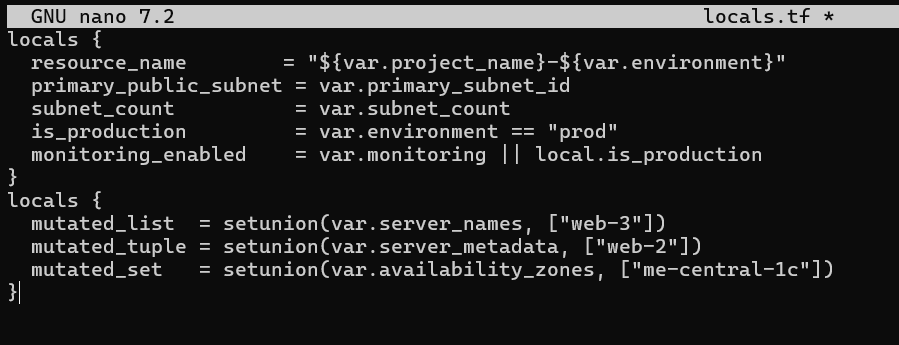 GNU nano 7.2 locals.tf *
locals {
  resource_name        = "${var.project_name}-${var.environment}"
  primary_public_subnet = var.primary_subnet_id
  subnet_count          = var.subnet_count
  is_production         = var.environment == "prod"
  monitoring_enabled    = var.monitoring || local.is_production
}
locals {
  mutated_list  = setunion(var.server_names, ["web-3"])
  mutated_tuple = setunion(var.server_metadata, ["web-2"])
  mutated_set   = setunion(var.availability_zones, ["me-central-1c"])
}